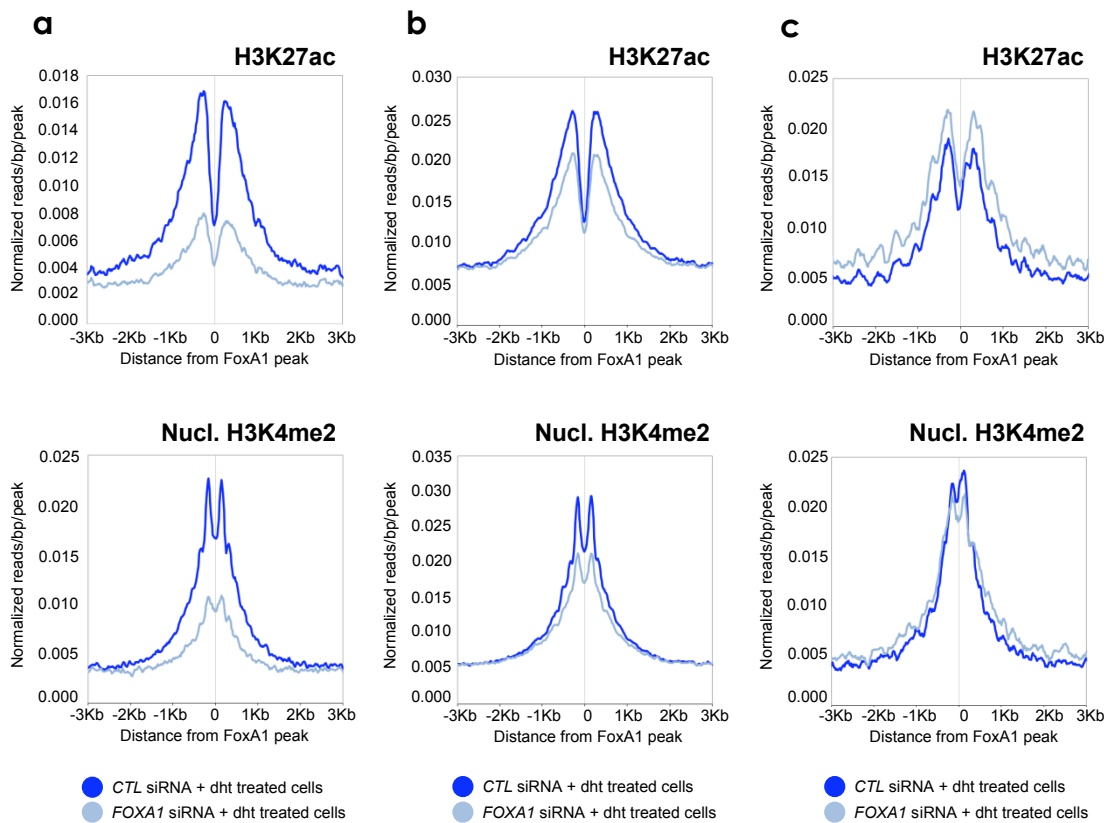 a
H3K27ac
Normalized reads/bp/peak
0.018
0.016
0.014
0.012
0.010
0.008
0.006
0.004
0.002
0.000
-3Kb -2Kb -1Kb 0 1Kb 2Kb 3Kb
Distance from FoxA1 peak
b
H3K27ac
Normalized reads/bp/peak
0.030
0.025
0.020
0.015
0.010
0.005
0.000
-3Kb -2Kb -1Kb 0 1Kb 2Kb 3Kb
Distance from FoxA1 peak
c
H3K27ac
Normalized reads/bp/peak
0.025
0.020
0.015
0.010
0.005
0.000
-3Kb -2Kb -1Kb 0 1Kb 2Kb 3Kb
Distance from FoxA1 peak
Nucl. H3K4me2
Normalized reads/bp/peak
0.025
0.020
0.015
0.010
0.005
0.000
-3Kb -2Kb -1Kb 0 1Kb 2Kb 3Kb
Distance from FoxA1 peak
CTL siRNA + dht treated cells
FOXA1 siRNA + dht treated cells
Nucl. H3K4me2
Normalized reads/bp/peak
0.035
0.030
0.025
0.020
0.015
0.010
0.005
0.000
-3Kb -2Kb -1Kb 0 1Kb 2Kb 3Kb
Distance from FoxA1 peak
CTL siRNA + dht treated cells
FOXA1 siRNA + dht treated cells
Nucl. H3K4me2
Normalized reads/bp/peak
0.025
0.020
0.015
0.010
0.005
0.000
-3Kb -2Kb -1Kb 0 1Kb 2Kb 3Kb
Distance from FoxA1 peak
CTL siRNA + dht treated cells
FOXA1 siRNA + dht treated cells